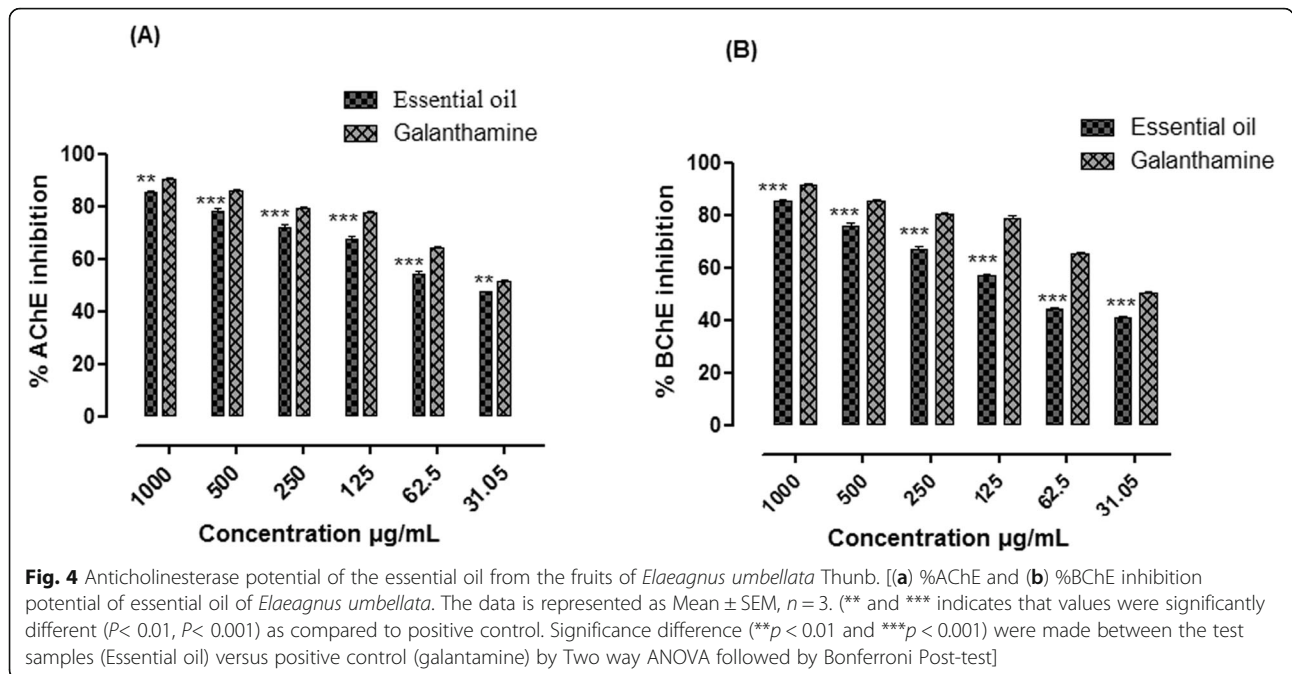 (A)
Essential oil
Galanthamine
% AChE inhibition
100
80
60
40
20
0
** *** *** *** *** **
1000 500 250 125 62.5 31.05
Concentration µg/mL
(B)
Essential oil
Galanthamine
% BChE inhibition
100
80
60
40
20
0
*** *** *** *** *** ***
1000 500 250 125 62.5 31.05
Concentration µg/mL
Fig. 4 Anticholinesterase potential of the essential oil from the fruits of Elaeagnus umbellata Thunb. [(a) %AChE and (b) %BChE inhibition
potential of essential oil of Elaeagnus umbellata. The data is represented as Mean ± SEM, n = 3. (** and *** indicates that values were significantly
different (P< 0.01, P< 0.001) as compared to positive control. Significance difference (**p < 0.01 and ***p < 0.001) were made between the test
samples (Essential oil) versus positive control (galantamine) by Two way ANOVA followed by Bonferroni Post-test]